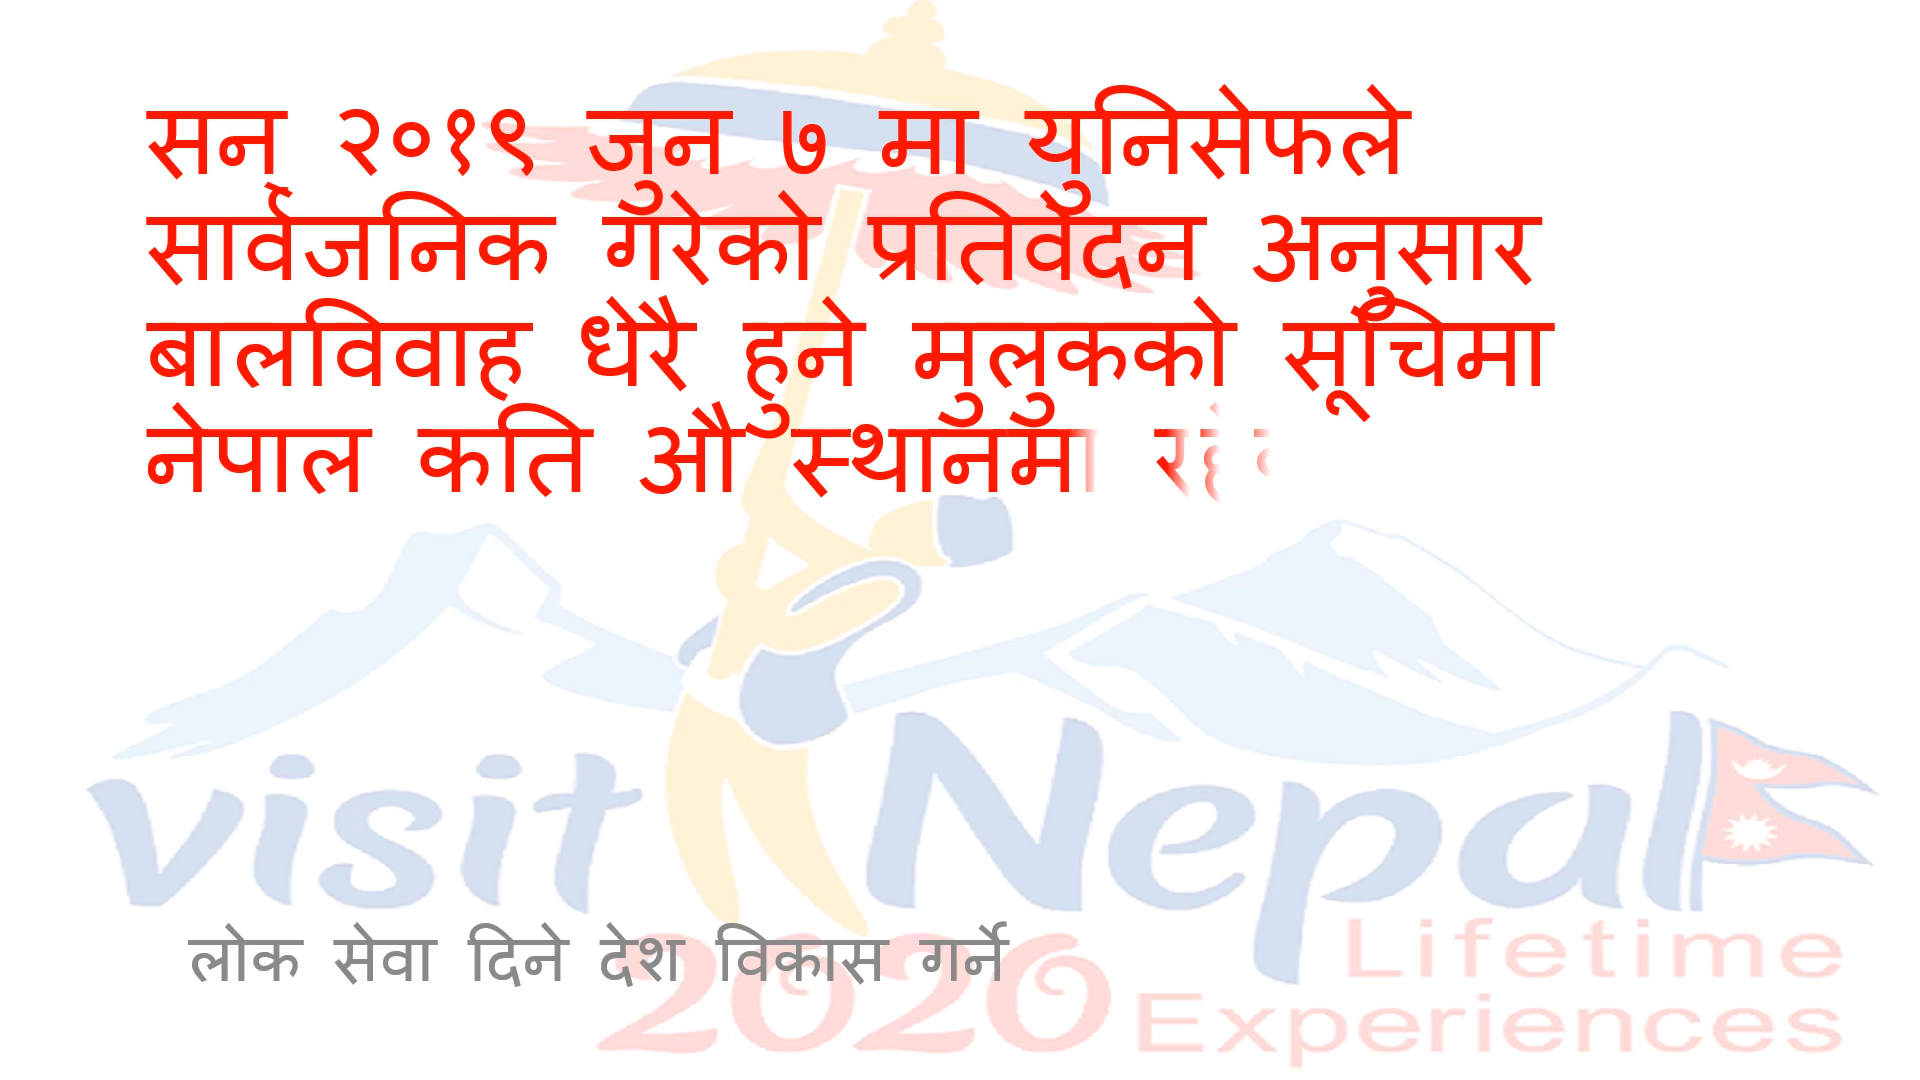 सन् २०१९ जुन ७ मा युनिसेफले
सार्वजनिक गरेको प्रतिवेदन अनुसार
बालविवाह धेरै हुने मुलुकको सूचिमा
नेपाल कति औ स्थानमा
visit Nepal
लोक सेवा दिने देश विकास गर्ने
2020
Lifetime
Experiences